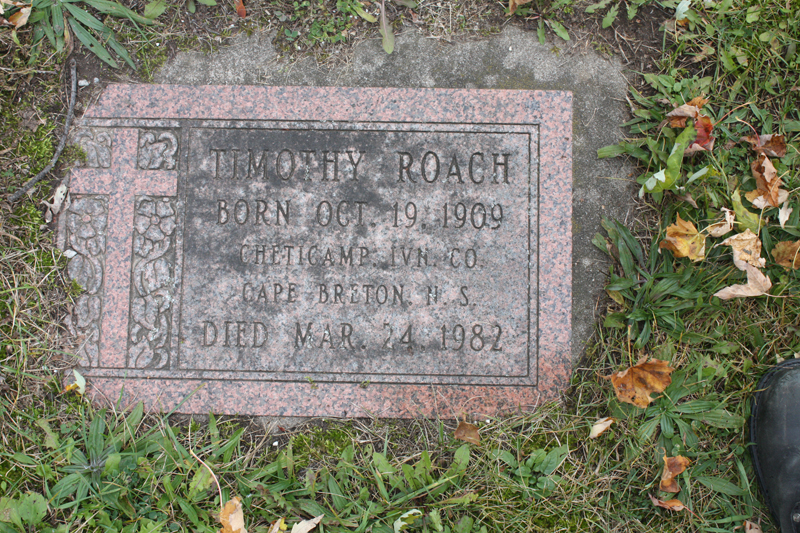 TIMOTHY ROACH
BORN OCT. 19, 1909
CHETICAMP, IVN. CO.
CAPE BRETON, N. S.
DIED MAR. 24, 1982